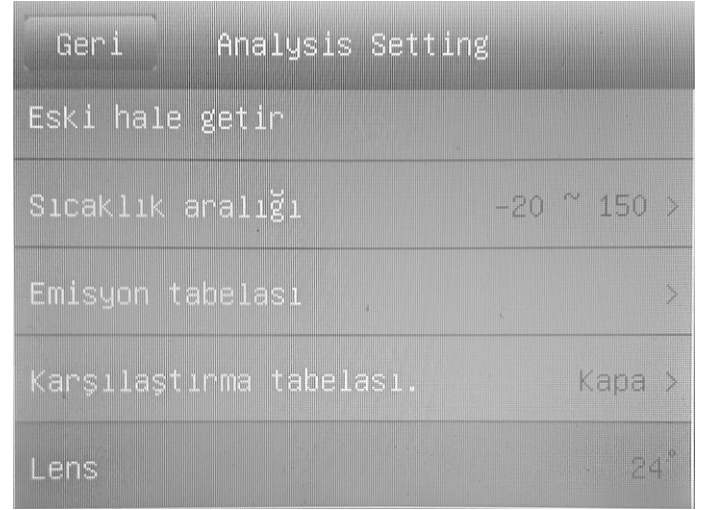 Geri Analysis Setting
Eski hale getir
Sıcaklık aralığı -20 ~ 150 >
Emisyon tabelası >
Karşılaştırma tabelası. Kapa >
Lens 24°